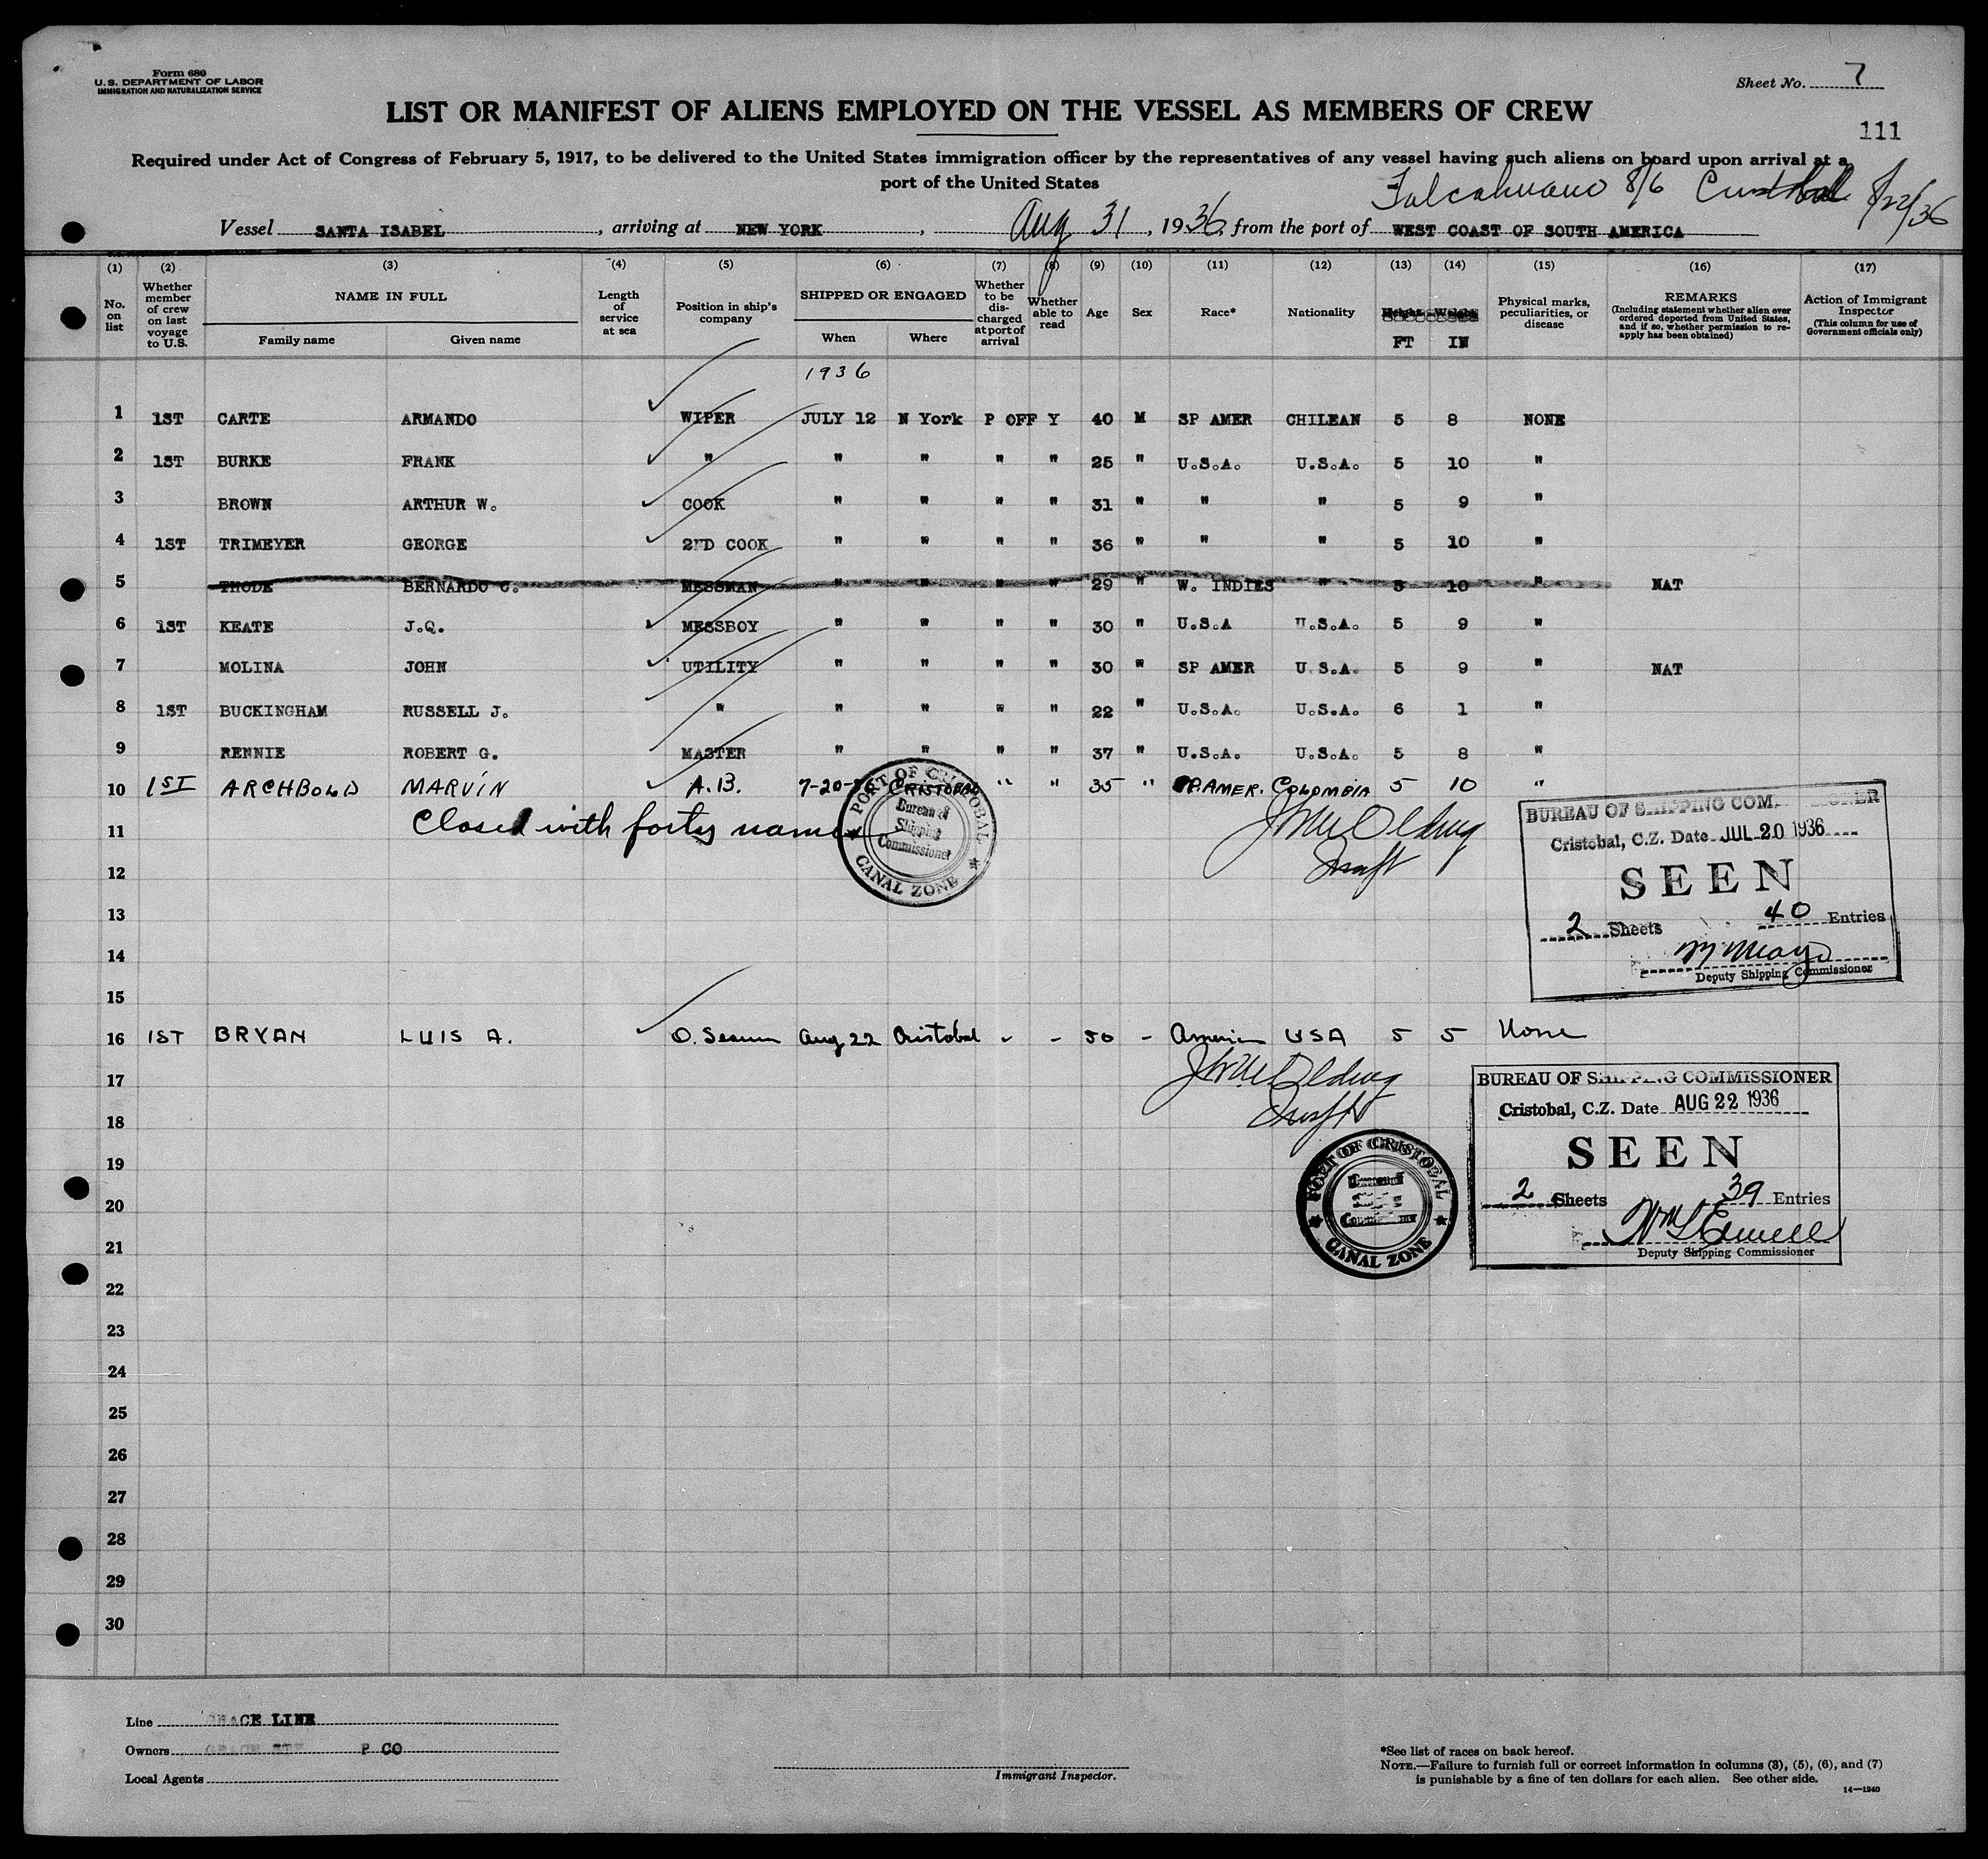 Form 680
U.S. DEPARTMENT OF LABOR
IMMIGRATION AND NATURALIZATION SERVICE
Sheet No. 7
LIST OR MANIFEST OF ALIENS EMPLOYED ON THE VESSEL AS MEMBERS OF CREW
111
Required under Act of Congress of February 5, 1917, to be delivered to the United States immigration officer by the representatives of any vessel having such aliens on board upon arrival at a
port of the United States
Talcahuano 8/6 Cristobal 8/22/36
Vessel SANTA ISABEL, arriving at NEW YORK, Aug 31, 1936, from the port of WEST COAST OF SOUTH AMERICA
(1) (2) (3) (4) (5) (6) (7) (8) (9) (10) (11) (12) (13) (14) (15) (16) (17)
No. on list
Whether member of crew on last voyage to U.S.
NAME IN FULL
Family name Given name
Length of service at sea
Position in ship's company
SHIPPED OR ENGAGED
When Where
Whether to be discharged at port of arrival
Whether able to read
Age
Sex
Race*
Nationality
Height Weight
FT IN
Physical marks, peculiarities, or disease
REMARKS
(Including statement whether alien ever ordered deported from United States, and if so, whether permission to reapply has been obtained)
Action of Immigrant Inspector
(This column for use of Government officials only)
1936
1 1ST CARTE ARMANDO WIPER JULY 12 N York P OFF Y 40 M SP AMER CHILEAN 5 8 NONE
2 1ST BURKE FRANK " " " " " 25 " U.S.A. U.S.A. 5 10 "
3 BROWN ARTHUR W. COOK " " " " 31 " " " 5 9 "
4 1ST TRIMEYER GEORGE 2ND COOK " " " " 36 " " " 5 10 "
5 THODE BERNARDO C. MESSMAN " " " " 29 " W. INDIES " 5 10 " NAT
6 1ST KEATE J.Q. MESSBOY " " " " 30 " U.S.A U.S.A. 5 9 "
7 MOLINA JOHN UTILITY " " " " 30 " SP AMER U.S.A. 5 9 " NAT
8 1ST BUCKINGHAM RUSSELL J. " " " " " 22 " U.S.A. U.S.A. 6 1 "
9 RENNIE ROBERT G. MASTER " " " " 37 " U.S.A. U.S.A. 5 8 "
10 1ST ARCHBOLD MARVIN A.B. 7-20-36 CRISTOBAL " " 35 " SP.AMER. COLOMBIA 5 10 "
11 Closed with forty names
PORT OF CRISTOBAL
Bureau of
Shipping
Commissioner
CANAL ZONE
BUREAU OF SHIPPING COMMISSIONER
Cristobal, C.Z. Date JUL 20 1936
SEEN
2 Sheets 40 Entries
Deputy Shipping Commissioner
12
13
14
15
16 1ST BRYAN LUIS A. O. Seaman Aug 22 Cristobal " - 50 - American USA 5 5 None
BUREAU OF SHIPPING COMMISSIONER
Cristobal, C.Z. Date AUG 22 1936
SEEN
2 Sheets 39 Entries
Deputy Shipping Commissioner
PORT OF CRISTOBAL
CANAL ZONE
17
18
19
20
21
22
23
24
25
26
27
28
29
30
Line GRACE LINE
Owners GRACE P CO
Local Agents
Immigrant Inspector.
*See list of races on back hereof.
NOTE.—Failure to furnish full or correct information in columns (3), (5), (6), and (7)
is punishable by a fine of ten dollars for each alien. See other side.
14—1240